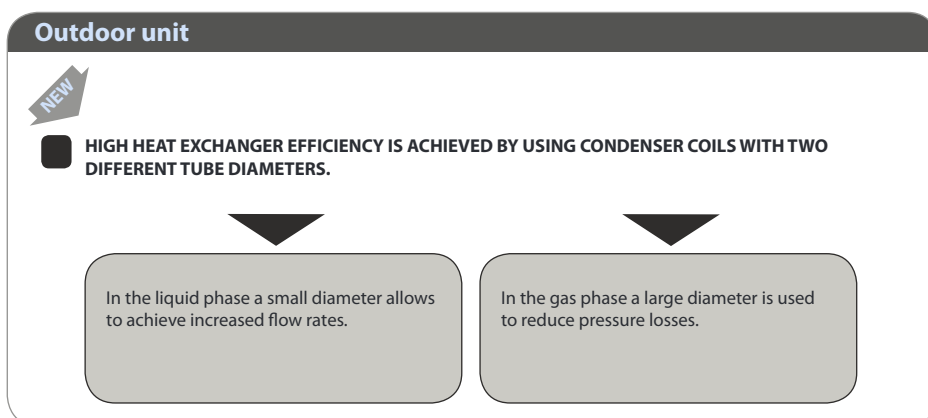 Outdoor unit
NEW
HIGH HEAT EXCHANGER EFFICIENCY IS ACHIEVED BY USING CONDENSER COILS WITH TWO
DIFFERENT TUBE DIAMETERS.
In the liquid phase a small diameter allows
to achieve increased flow rates.
In the gas phase a large diameter is used
to reduce pressure losses.